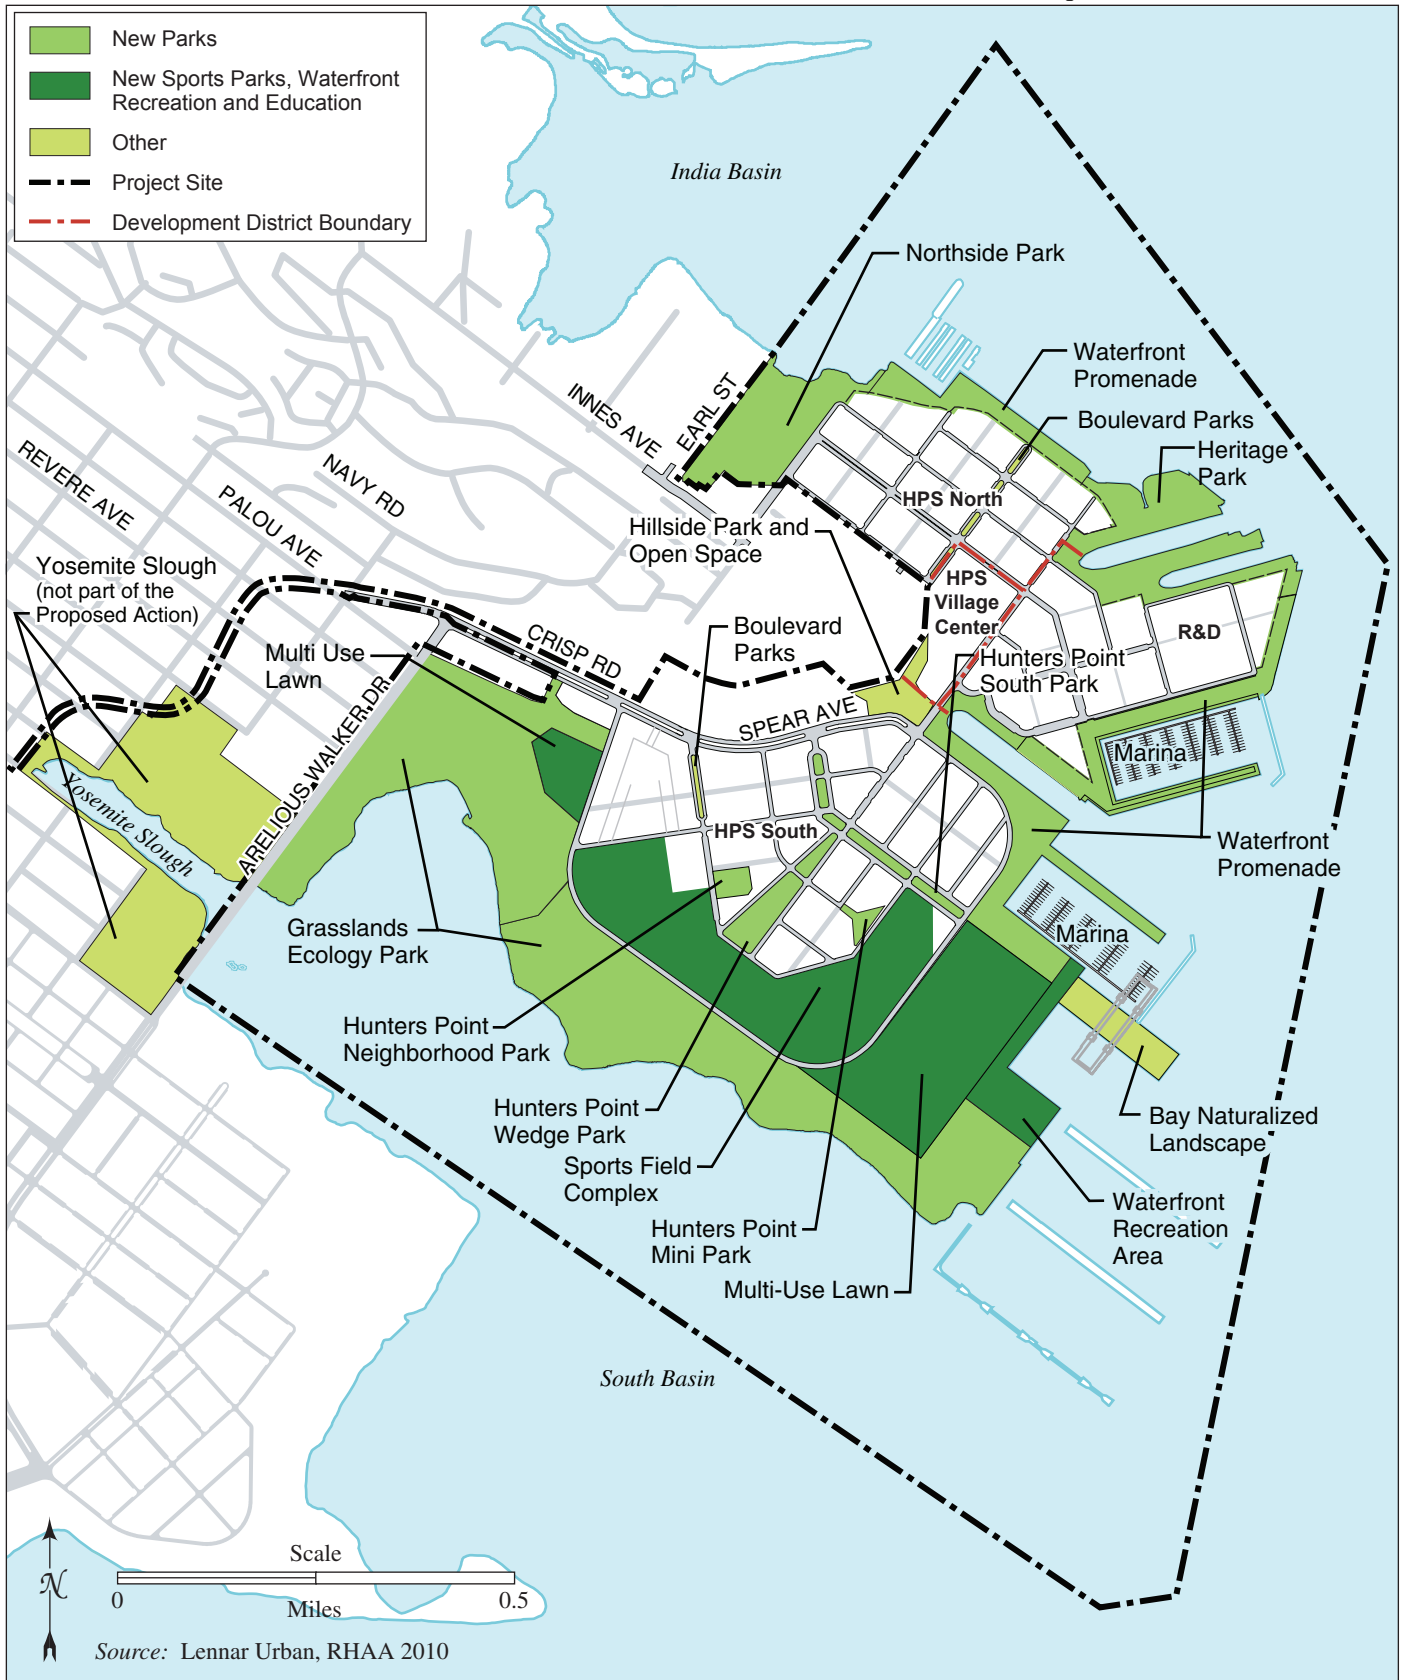 New Parks
New Sports Parks, Waterfront
Recreation and Education
Other
Project Site
Development District Boundary
India Basin
Northside Park
Waterfront
Promenade
Boulevard Parks
Heritage
Park
INNES AVE
EARL ST
REVERE AVE
PALOU AVE
NAVY RD
HPS North
Hillside Park and
Open Space
HPS
Village
Center
R&D
Yosemite Slough
(not part of the
Proposed Action)
Multi Use
Lawn
CRISP RD
Boulevard
Parks
Hunters Point
South Park
SPEAR AVE
ARELIOUS WALKER DR
Marina
Yosemite Slough
HPS South
Waterfront
Promenade
Grasslands
Ecology Park
Marina
Hunters Point
Neighborhood Park
Hunters Point
Wedge Park
Bay Naturalized
Landscape
Sports Field
Complex
Waterfront
Recreation
Area
Hunters Point
Mini Park
Multi-Use Lawn
South Basin
N
Scale
0
0.5
Miles
Source: Lennar Urban, RHAA 2010